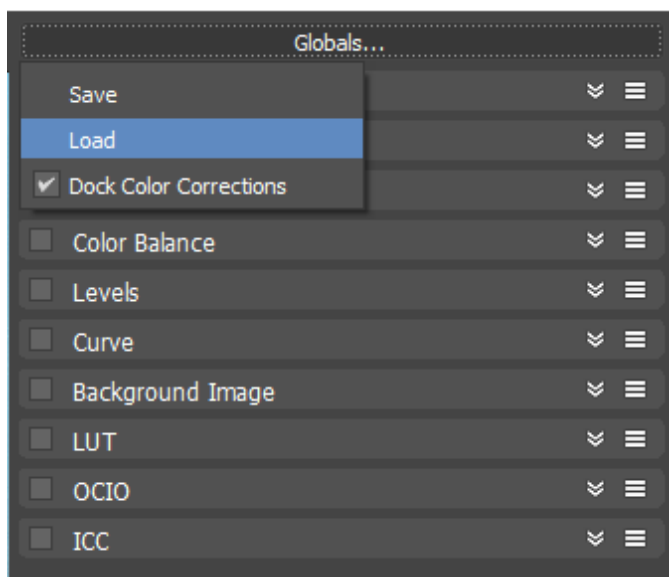 Globals...
Save
Load
Dock Color Corrections
Color Balance
Levels
Curve
Background Image
LUT
OCIO
ICC